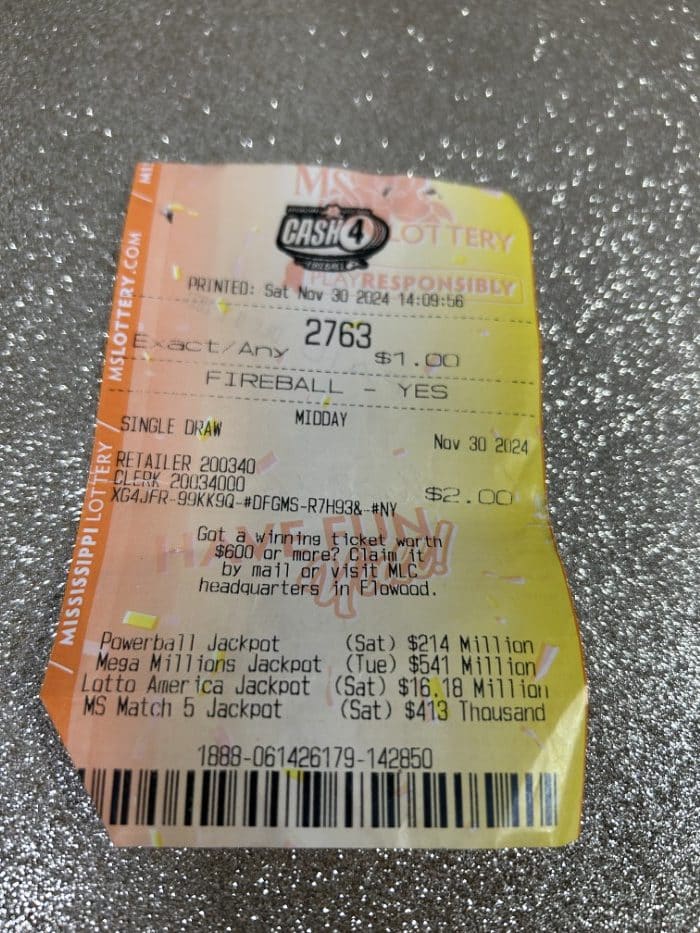 MS
LOTTERY
CASH 4
FIREBALL
PLAY RESPONSIBLY
PRINTED: Sat Nov 30 2024 14:09:56
2763
Exact/Any $1.00
FIREBALL - YES
MIDDAY
SINGLE DRAW Nov 30 2024
RETAILER 200340
CLERK 20034000
XG4JFR-99KK9Q-#DFGMS-R7H93&-#NY $2.00
HAVE FUN
Got a winning ticket worth
$600 or more? Claim it
by mail or visit MLC
headquarters in Flowood.
Powerball Jackpot (Sat) $214 Million
Mega Millions Jackpot (Tue) $541 Million
Lotto America Jackpot (Sat) $16.18 Million
MS Match 5 Jackpot (Sat) $413 Thousand
1888-061426179-142850
/ MISSISSIPPI LOTTERY / MSLOTTERY.COM / MI